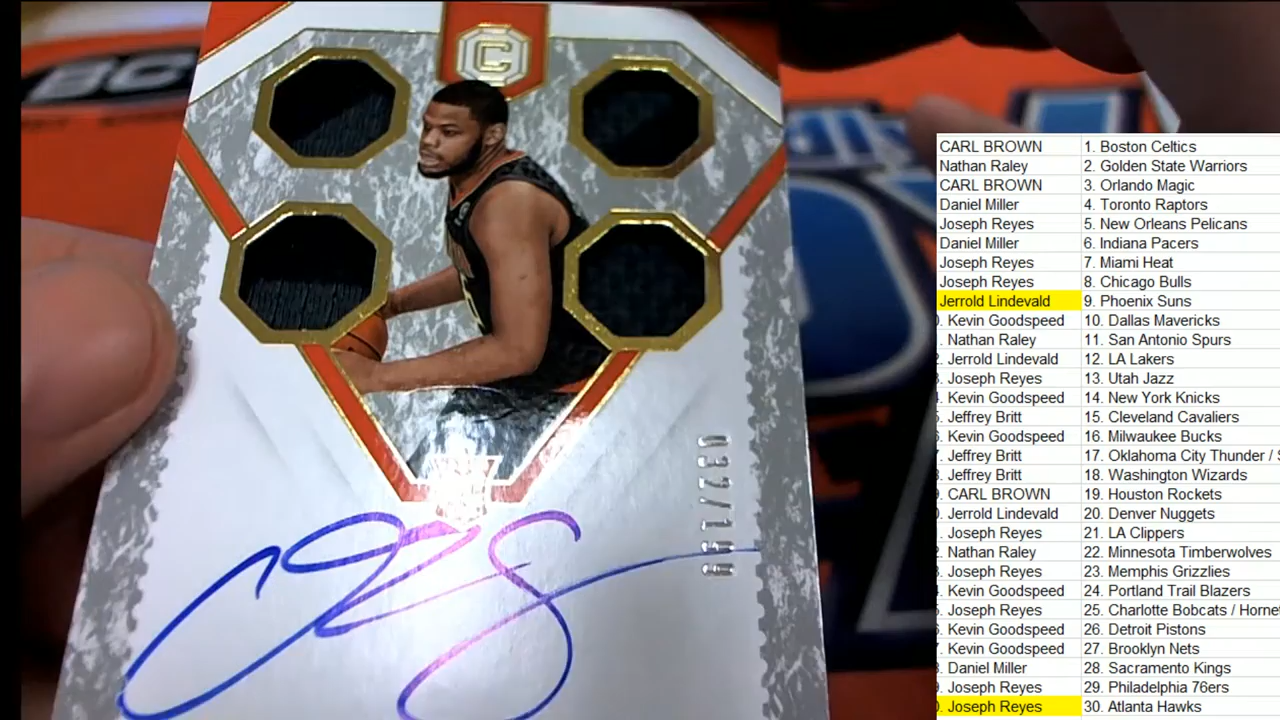 BC
C
RC
037/199
CARL BROWN 1. Boston Celtics
Nathan Raley 2. Golden State Warriors
CARL BROWN 3. Orlando Magic
Daniel Miller 4. Toronto Raptors
Joseph Reyes 5. New Orleans Pelicans
Daniel Miller 6. Indiana Pacers
Joseph Reyes 7. Miami Heat
Joseph Reyes 8. Chicago Bulls
Jerrold Lindevald 9. Phoenix Suns
Kevin Goodspeed 10. Dallas Mavericks
. Nathan Raley 11. San Antonio Spurs
. Jerrold Lindevald 12. LA Lakers
. Joseph Reyes 13. Utah Jazz
. Kevin Goodspeed 14. New York Knicks
. Jeffrey Britt 15. Cleveland Cavaliers
. Kevin Goodspeed 16. Milwaukee Bucks
. Jeffrey Britt 17. Oklahoma City Thunder / S
. Jeffrey Britt 18. Washington Wizards
. CARL BROWN 19. Houston Rockets
. Jerrold Lindevald 20. Denver Nuggets
. Joseph Reyes 21. LA Clippers
. Nathan Raley 22. Minnesota Timberwolves
. Joseph Reyes 23. Memphis Grizzlies
. Kevin Goodspeed 24. Portland Trail Blazers
. Joseph Reyes 25. Charlotte Bobcats / Horne
. Kevin Goodspeed 26. Detroit Pistons
. Kevin Goodspeed 27. Brooklyn Nets
. Daniel Miller 28. Sacramento Kings
. Joseph Reyes 29. Philadelphia 76ers
. Joseph Reyes 30. Atlanta Hawks